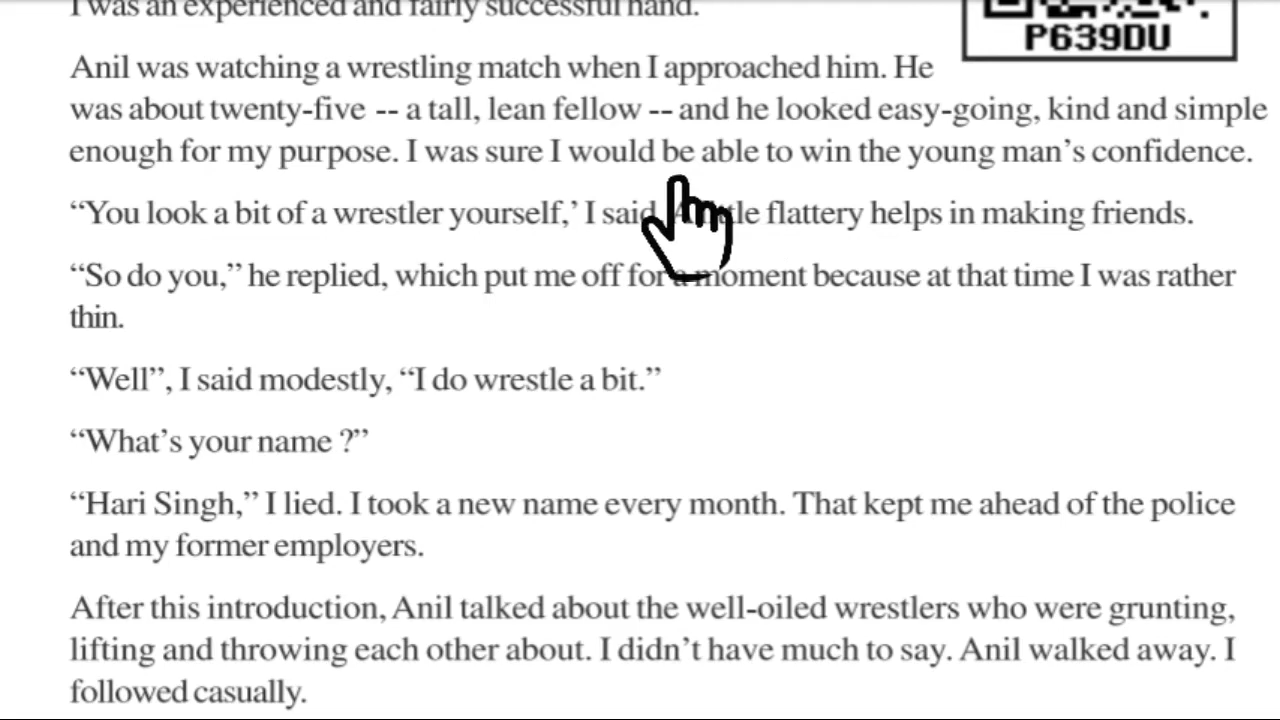 I was an experienced and fairly successful hand.
P639DU
Anil was watching a wrestling match when I approached him. He
was about twenty-five -- a tall, lean fellow -- and he looked easy-going, kind and simple
enough for my purpose. I was sure I would be able to win the young man’s confidence.
“You look a bit of a wrestler yourself,’ I said. A little flattery helps in making friends.
“So do you,” he replied, which put me off for a moment because at that time I was rather
thin.
“Well”, I said modestly, “I do wrestle a bit.”
“What’s your name ?”
“Hari Singh,” I lied. I took a new name every month. That kept me ahead of the police
and my former employers.
After this introduction, Anil talked about the well-oiled wrestlers who were grunting,
lifting and throwing each other about. I didn’t have much to say. Anil walked away. I
followed casually.